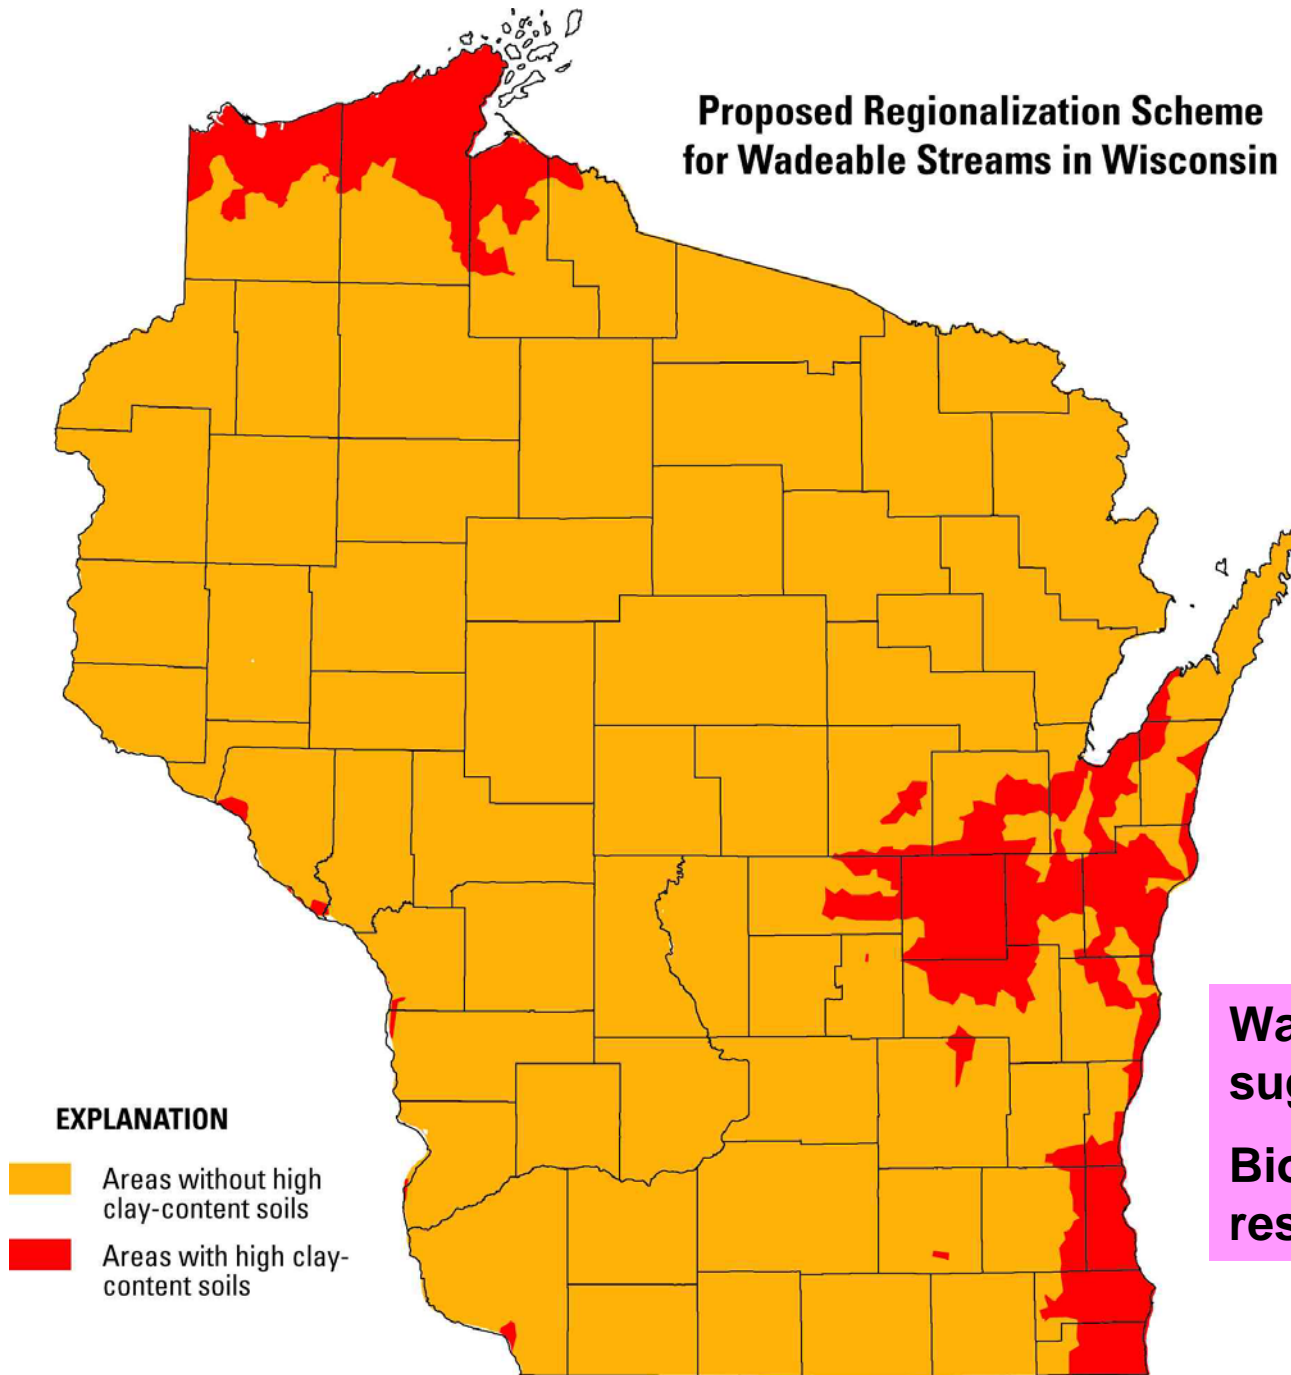 Proposed Regionalization Scheme
for Wadeable Streams in Wisconsin
EXPLANATION
Areas without high
clay-content soils
Areas with high clay-
content soils